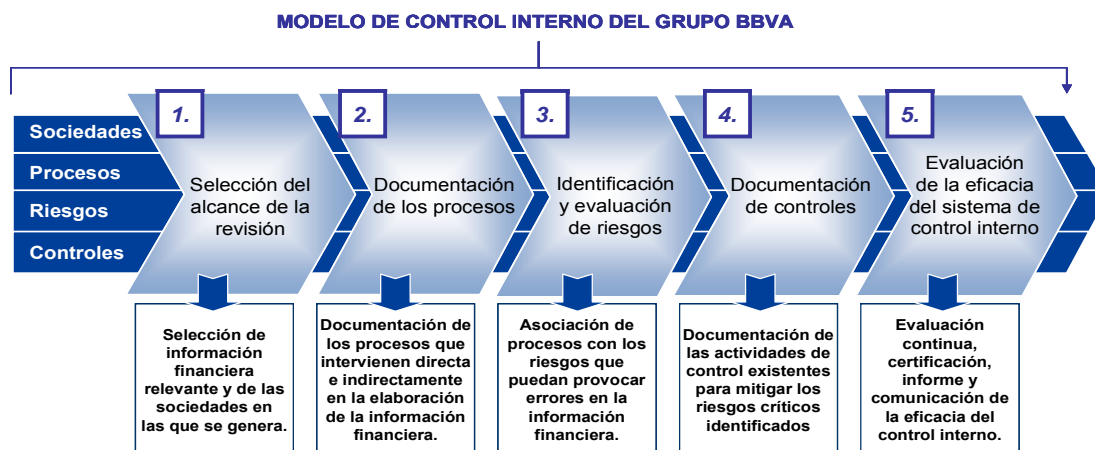 MODELO DE CONTROL INTERNO DEL GRUPO BBVA
Sociedades
Procesos
Riesgos
Controles
1.
Selección del
alcance de la
revisión
2.
Documentación
de los procesos
3.
Identificación
y evaluación
de riesgos
4.
Documentación
de controles
5.
Evaluación
de la eficacia
del sistema de
control interno
Selección de
información
financiera
relevante y de las
sociedades en
las que se genera.
Documentación de
los procesos que
intervienen directa
e indirectamente
en la elaboración
de la información
financiera.
Asociación de
procesos con los
riesgos que
puedan provocar
errores en la
información
financiera.
Documentación de
las actividades de
control existentes
para mitigar los
riesgos críticos
identificados
Evaluación
continua,
certificación,
informe y
comunicación de
la eficacia del
control interno.